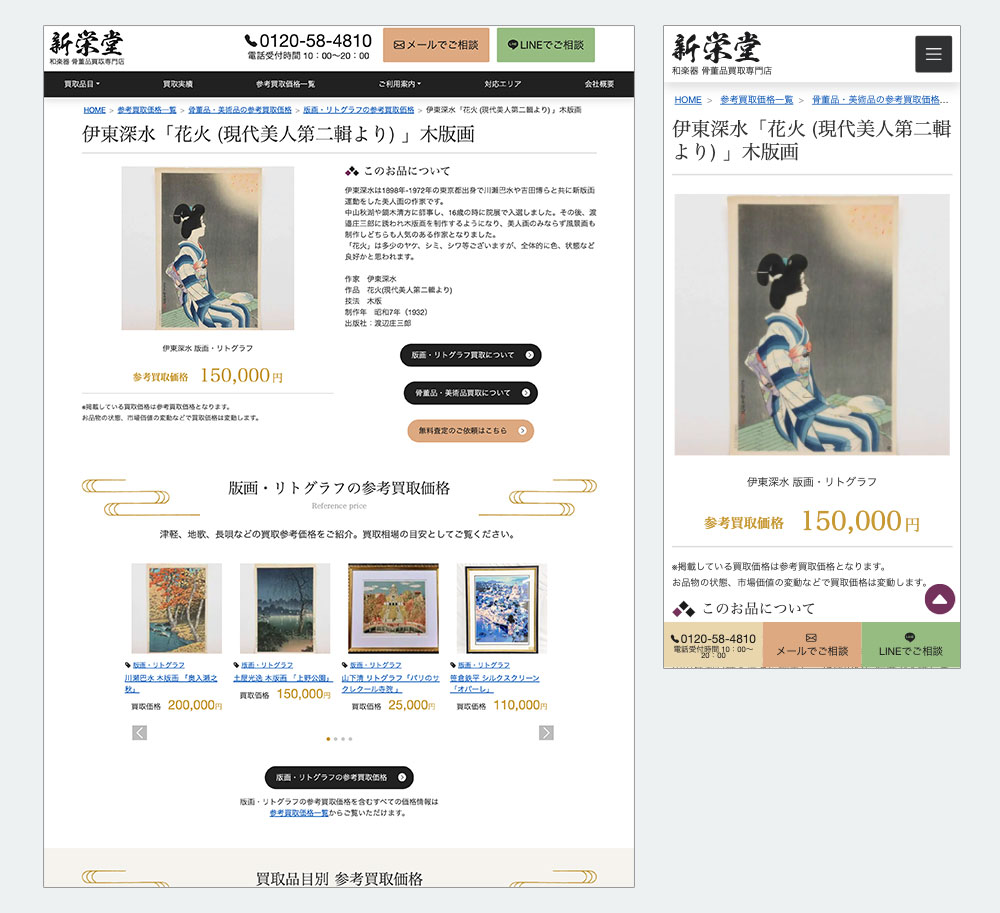 新栄堂
和楽器 骨董品買取専門店
0120-58-4810
電話受付時間 10：00〜20：00
メールでご相談
LINEでご相談
買取品目
買取実績
参考買取価格一覧
ご利用案内
対応エリア
会社概要
HOME > 参考買取価格一覧 > 骨董品・美術品の参考買取価格 > 版画・リトグラフの参考買取価格 > 伊東深水「花火 (現代美人第二輯より) 」木版画
伊東深水「花火 (現代美人第二輯より) 」木版画
伊東深水 版画・リトグラフ
参考買取価格 150,000円
※掲載している買取価格は参考買取価格となります。
お品物の状態、市場価値の変動などで買取価格は変動します。
このお品について
伊東深水は1898年-1972年の東京都出身で川瀬巴水や吉田博らと共に新版画
運動をした美人画の作家です。
中山秋湖や鏑木清方に師事し、16歳の時に院展で入選しました。その後、渡
邉庄三郎に誘われ木版画を制作するようになり、美人画のみならず風景画も
制作しどちらも人気のある作家となりました。
「花火」は多少のヤケ、シミ、シワ等ございますが、全体的に色、状態など
良好かと思われます。
作家　伊東深水
作品　花火(現代美人第二輯より)
技法　木版
制作年　昭和7年（1932）
出版社：渡辺庄三郎
版画・リトグラフ買取について
骨董品・美術品買取について
無料査定のご依頼はこちら
版画・リトグラフの参考買取価格
Reference price
津軽、地歌、長唄などの買取参考価格をご紹介。買取相場の目安としてご覧ください。
版画・リトグラフ
川瀬巴水 木版画 「奥入瀬之
秋」
買取価格 200,000円
版画・リトグラフ
土屋光逸 木版画 「上野公園」
買取価格 150,000円
版画・リトグラフ
山下清 リトグラフ「パリのサ
クレクール寺院 」
買取価格 25,000円
版画・リトグラフ
笹倉鉄平 シルクスクリーン
「オパーレ」
買取価格 110,000円
版画・リトグラフの参考買取価格
版画・リトグラフの参考買取価格を含むすべての価格情報は
参考買取価格一覧からご覧いただけます。
買取品目別 参考買取価格
新栄堂
和楽器 骨董品買取専門店
HOME > 参考買取価格一覧 > 骨董品・美術品の参考買取価格...
伊東深水「花火 (現代美人第二輯
より) 」木版画
伊東深水 版画・リトグラフ
参考買取価格 150,000円
※掲載している買取価格は参考買取価格となります。
お品物の状態、市場価値の変動などで買取価格は変動します。
このお品について
0120-58-4810
電話受付時間 10：00〜
20：00
メールでご相談
LINEでご相談